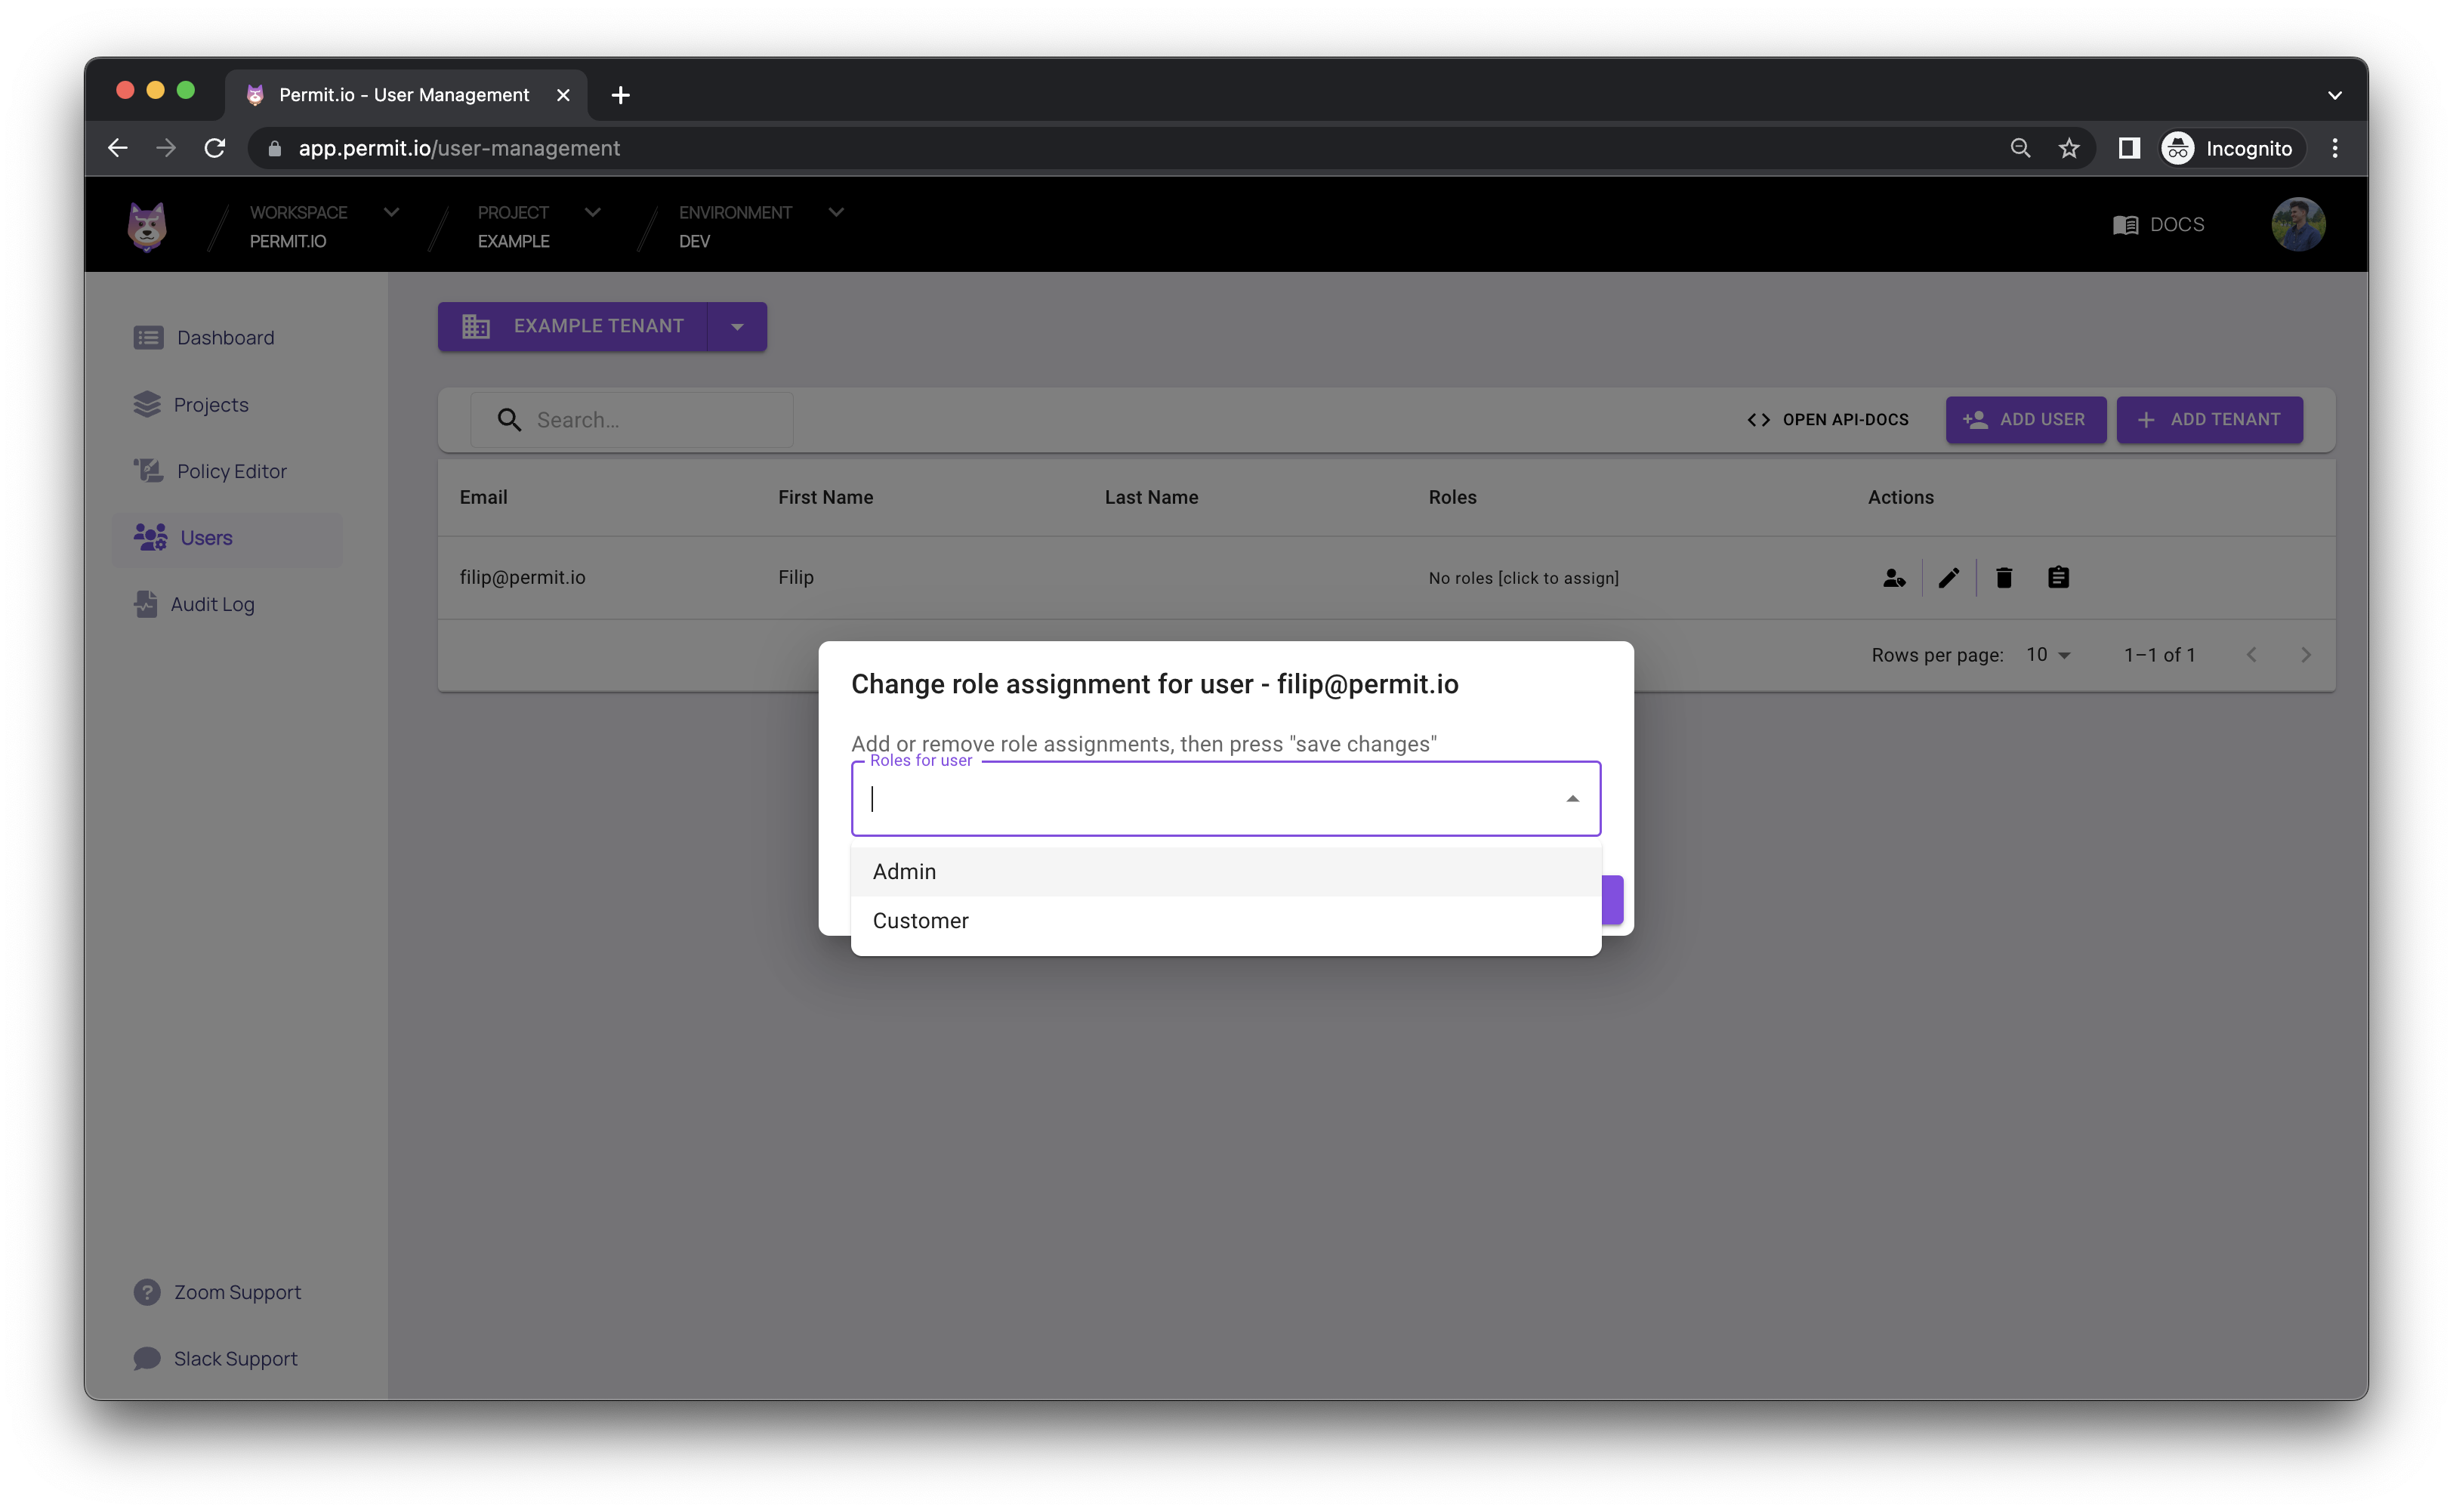 Permit.io - User Management
app.permit.io/user-management
Incognito
WORKSPACE
PERMIT.IO
PROJECT
EXAMPLE
ENVIRONMENT
DEV
DOCS
Dashboard
Projects
Policy Editor
Users
Audit Log
Zoom Support
Slack Support
EXAMPLE TENANT
Search...
OPEN API-DOCS
ADD USER
ADD TENANT
Email First Name Last Name Roles Actions
filip@permit.io Filip No roles [click to assign]
Rows per page: 10 1–1 of 1
Change role assignment for user - filip@permit.io
Add or remove role assignments, then press "save changes"
Roles for user
Admin
Customer